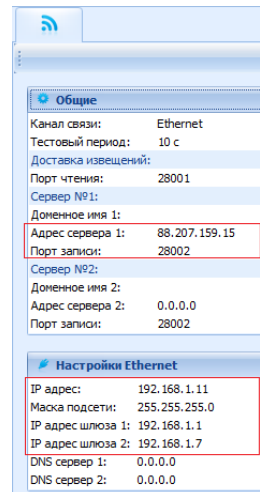 Общие
Канал связи: Ethernet
Тестовый период: 10 с
Доставка извещений:
Порт чтения: 28001
Сервер №1:
Доменное имя 1:
Адрес сервера 1: 88.207.159.15
Порт записи: 28002
Сервер №2:
Доменное имя 2:
Адрес сервера 2: 0.0.0.0
Порт записи: 28002
Настройки Ethernet
IP адрес: 192.168.1.11
Маска подсети: 255.255.255.0
IP адрес шлюза 1: 192.168.1.1
IP адрес шлюза 2: 192.168.1.7
DNS сервер 1: 0.0.0.0
DNS сервер 2: 0.0.0.0